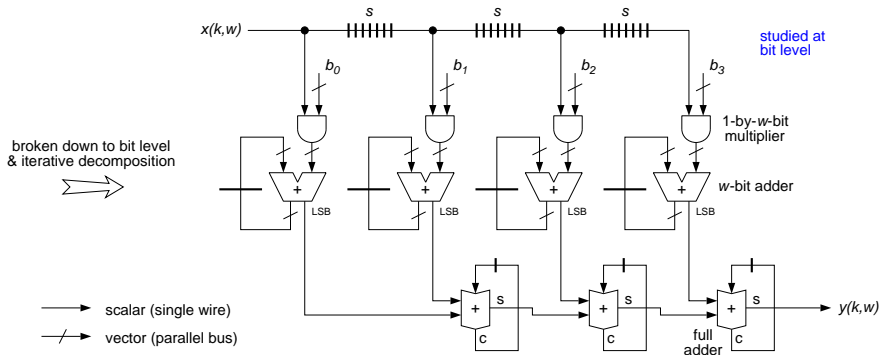 s
s
s
x(k,w)
studied at
bit level
b0
b1
b2
b3
1-by-w-bit
multiplier
broken down to bit level
& iterative decomposition
+
+
+
+
w-bit adder
LSB
LSB
LSB
LSB
scalar (single wire)
vector (parallel bus)
+
s
c
+
s
c
+
s
c
y(k,w)
full
adder